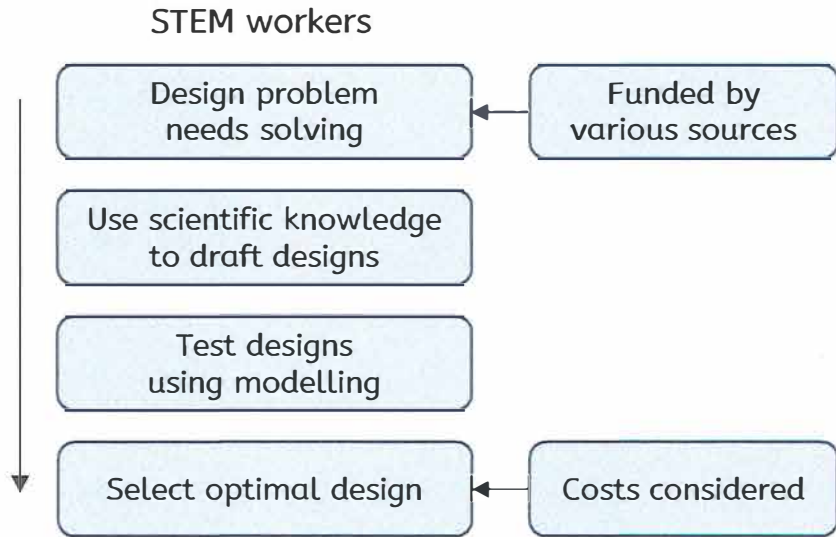 STEM workers
Design problem
needs solving
Funded by
various sources
Use scientific knowledge
to draft designs
Test designs
using modelling
Select optimal design
Costs considered